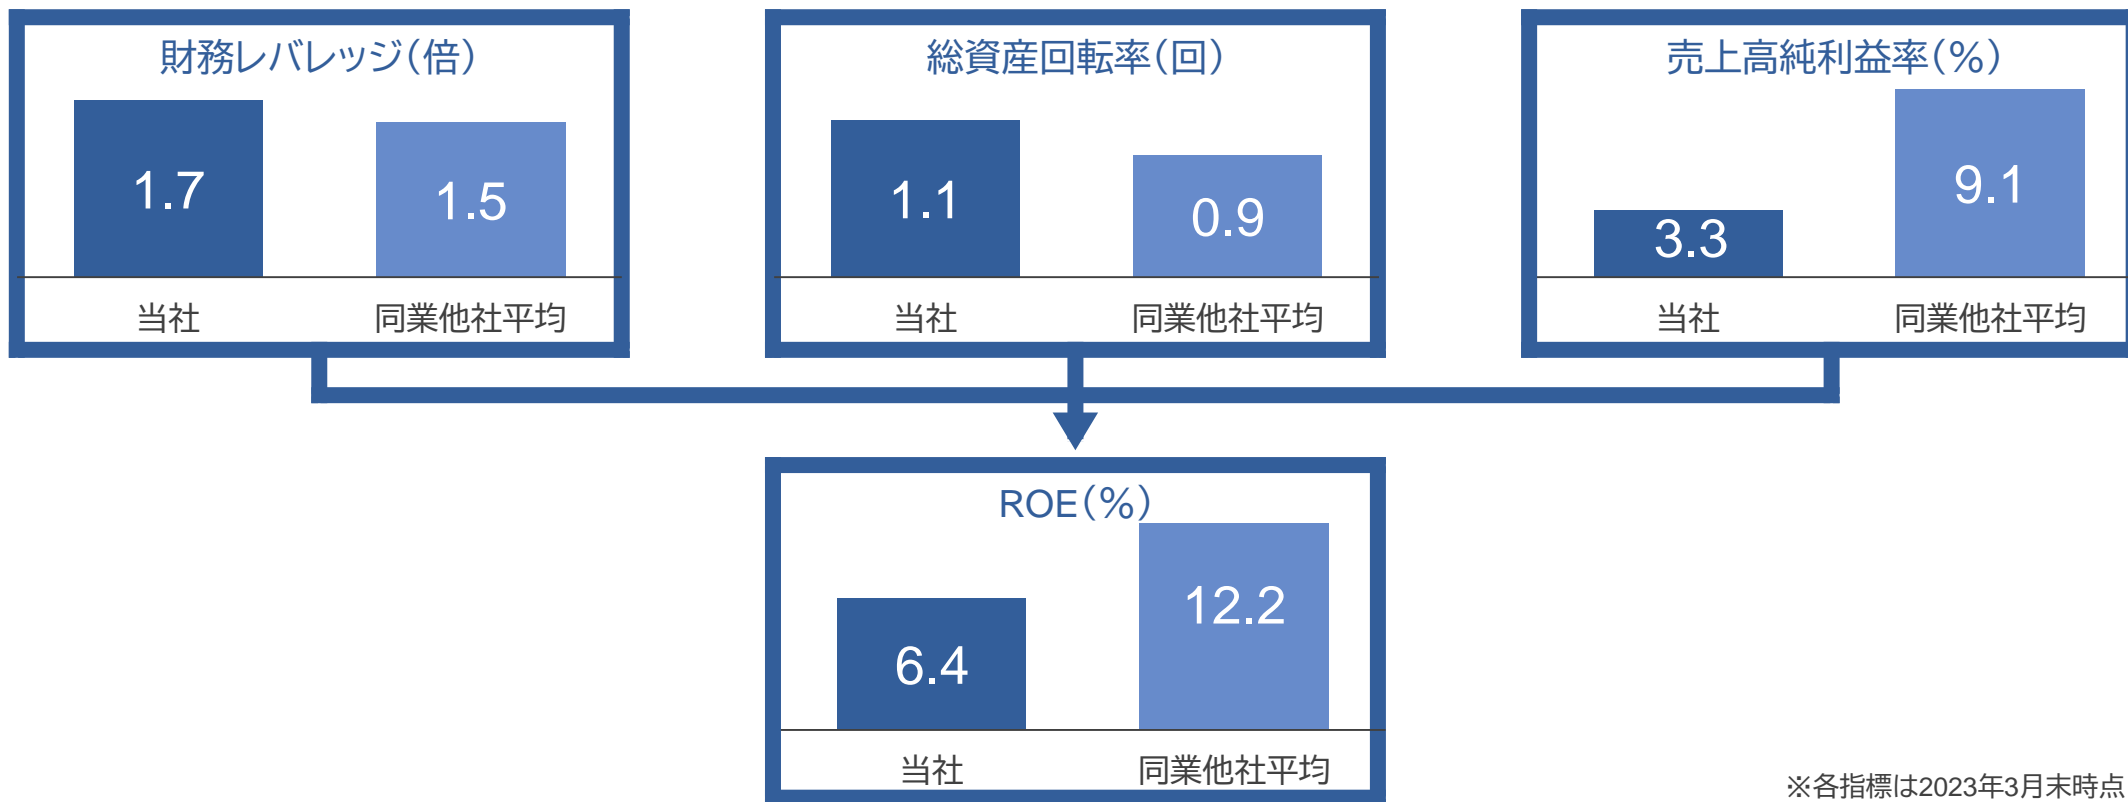 財務レバレッジ（倍）
1.7
1.5
当社
同業他社平均
総資産回転率（回）
1.1
0.9
当社
同業他社平均
売上高純利益率（％）
3.3
9.1
当社
同業他社平均
ROE（％）
6.4
12.2
当社
同業他社平均
※各指標は2023年3月末時点